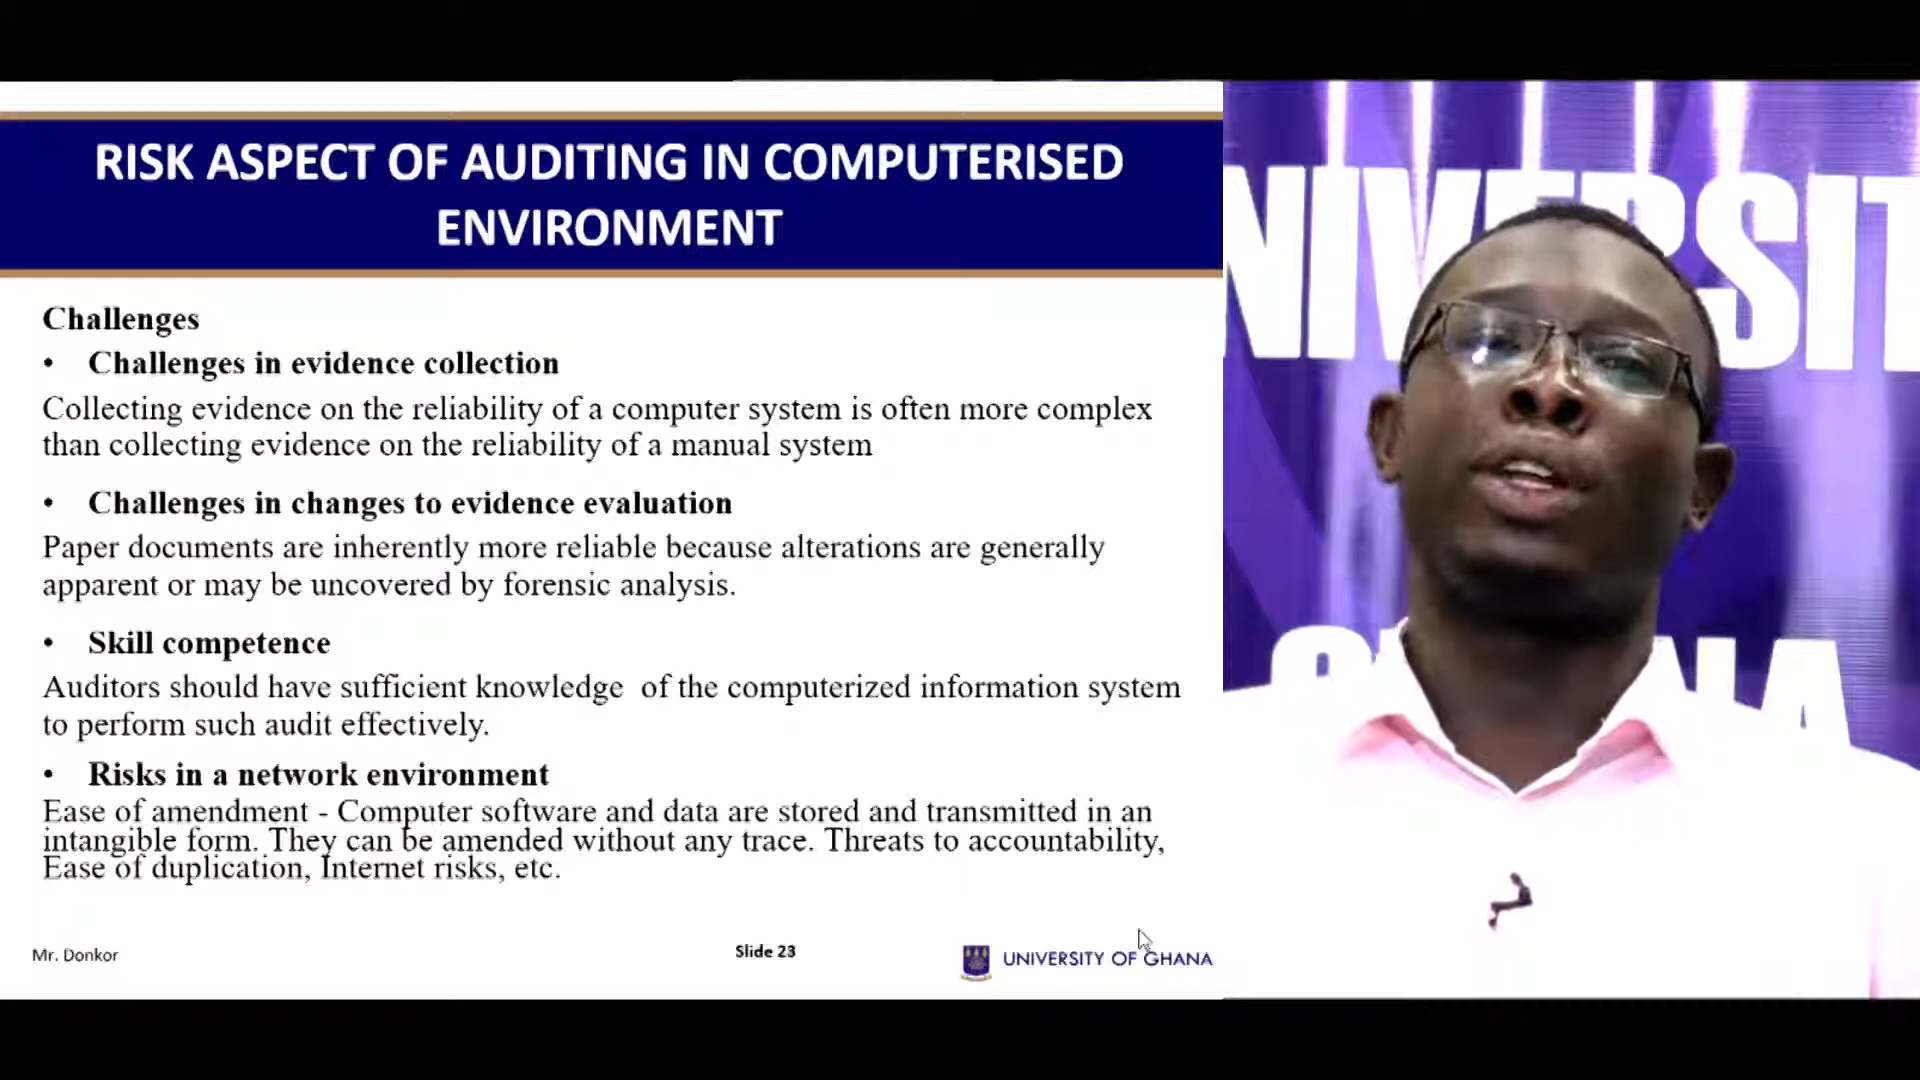 RISK ASPECT OF AUDITING IN COMPUTERISED
ENVIRONMENT
Challenges
• Challenges in evidence collection
Collecting evidence on the reliability of a computer system is often more complex
than collecting evidence on the reliability of a manual system
• Challenges in changes to evidence evaluation
Paper documents are inherently more reliable because alterations are generally
apparent or may be uncovered by forensic analysis.
• Skill competence
Auditors should have sufficient knowledge of the computerized information system
to perform such audit effectively.
• Risks in a network environment
Ease of amendment - Computer software and data are stored and transmitted in an
intangible form. They can be amended without any trace. Threats to accountability,
Ease of duplication, Internet risks, etc.
Mr. Donkor
Slide 23
UNIVERSITY OF GHANA